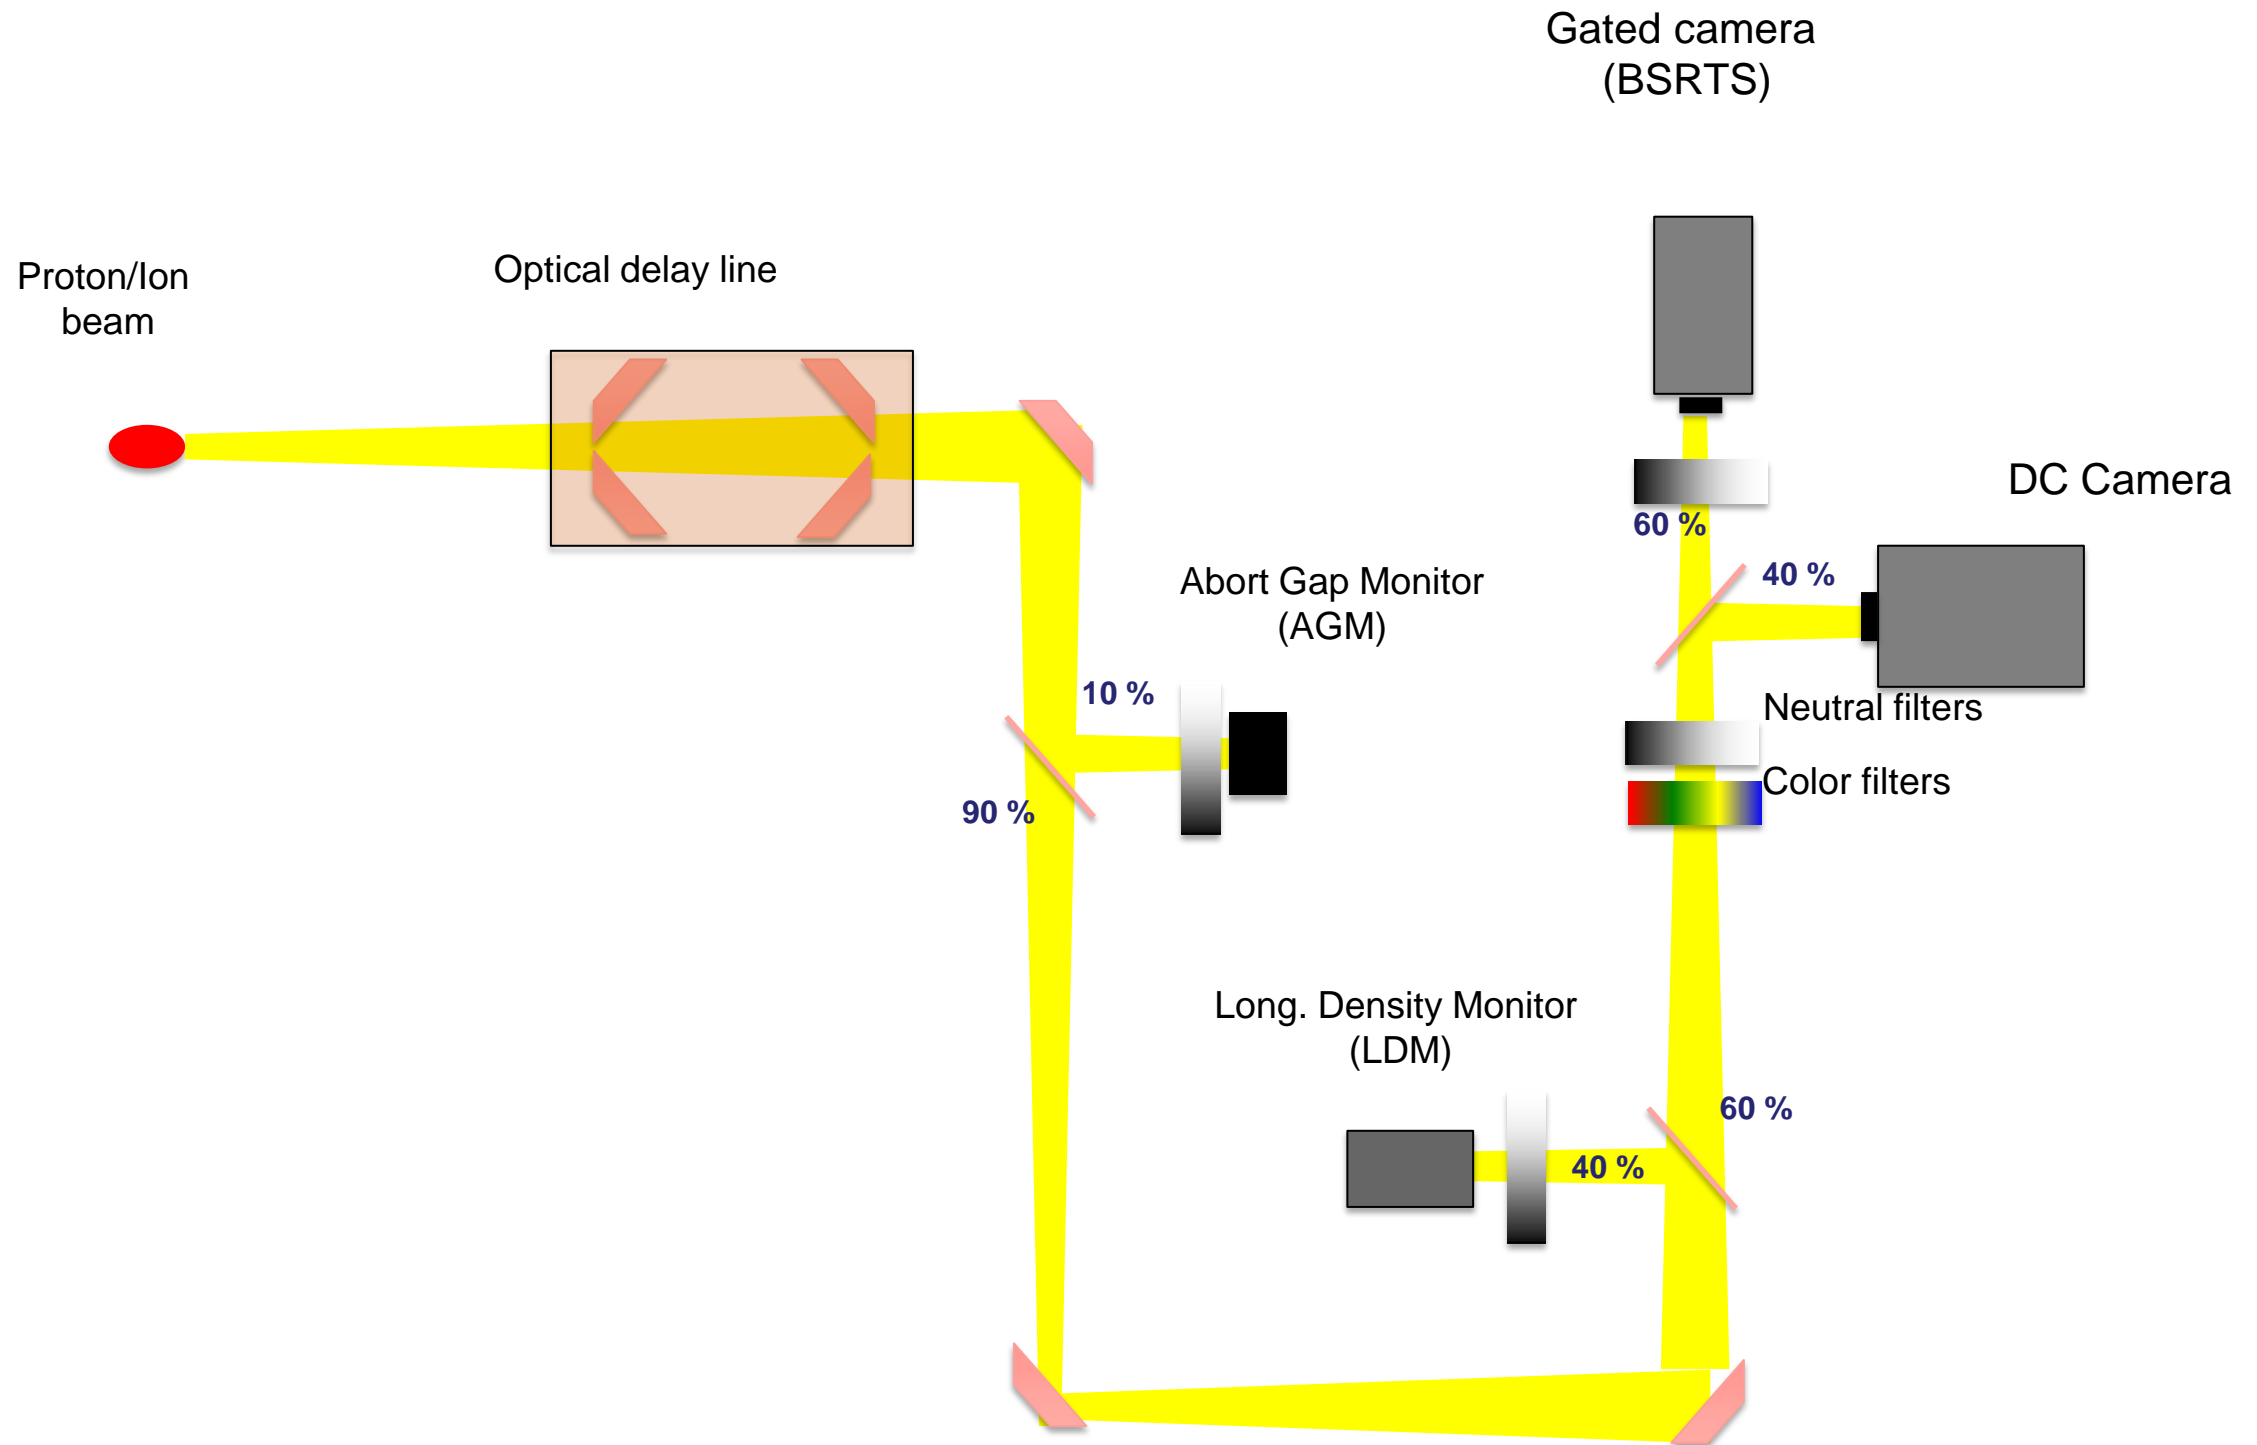 Gated camera
(BSRTS)
Proton/Ion
beam
Optical delay line
DC Camera
60 %
40 %
Abort Gap Monitor
(AGM)
10 %
Neutral filters
Color filters
90 %
Long. Density Monitor
(LDM)
60 %
40 %